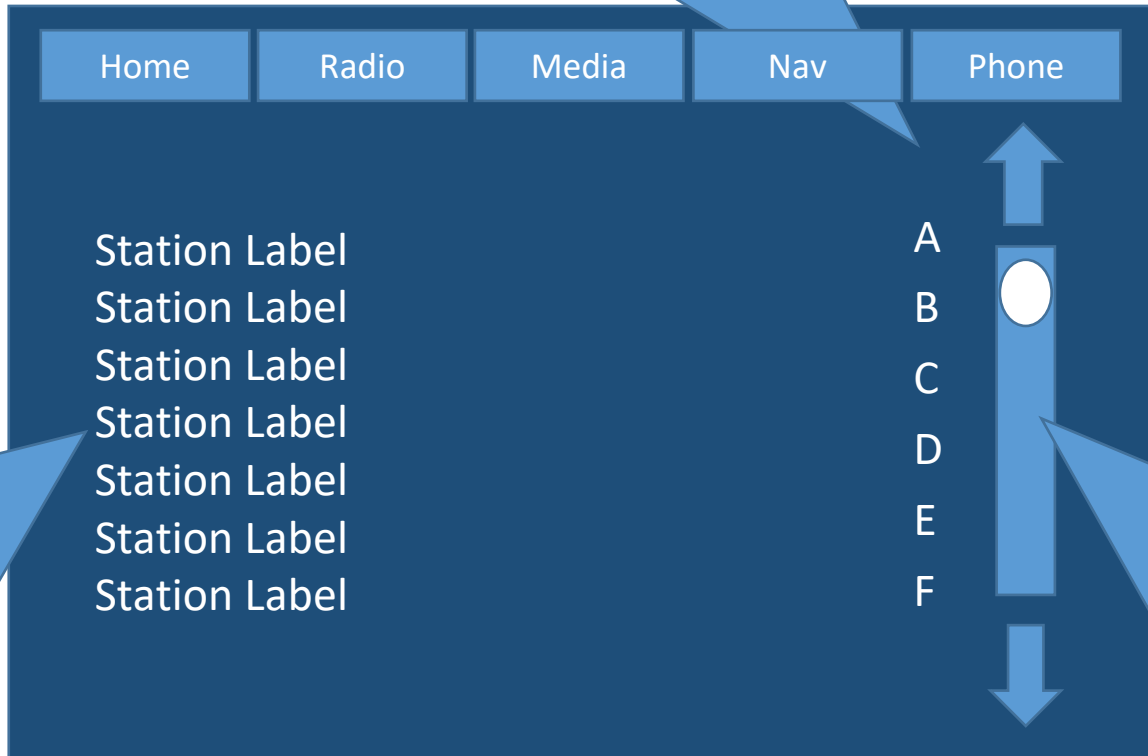 Home Radio Media Nav Phone
Station Label
Station Label
Station Label
Station Label
Station Label
Station Label
Station Label
A
B
C
D
E
F